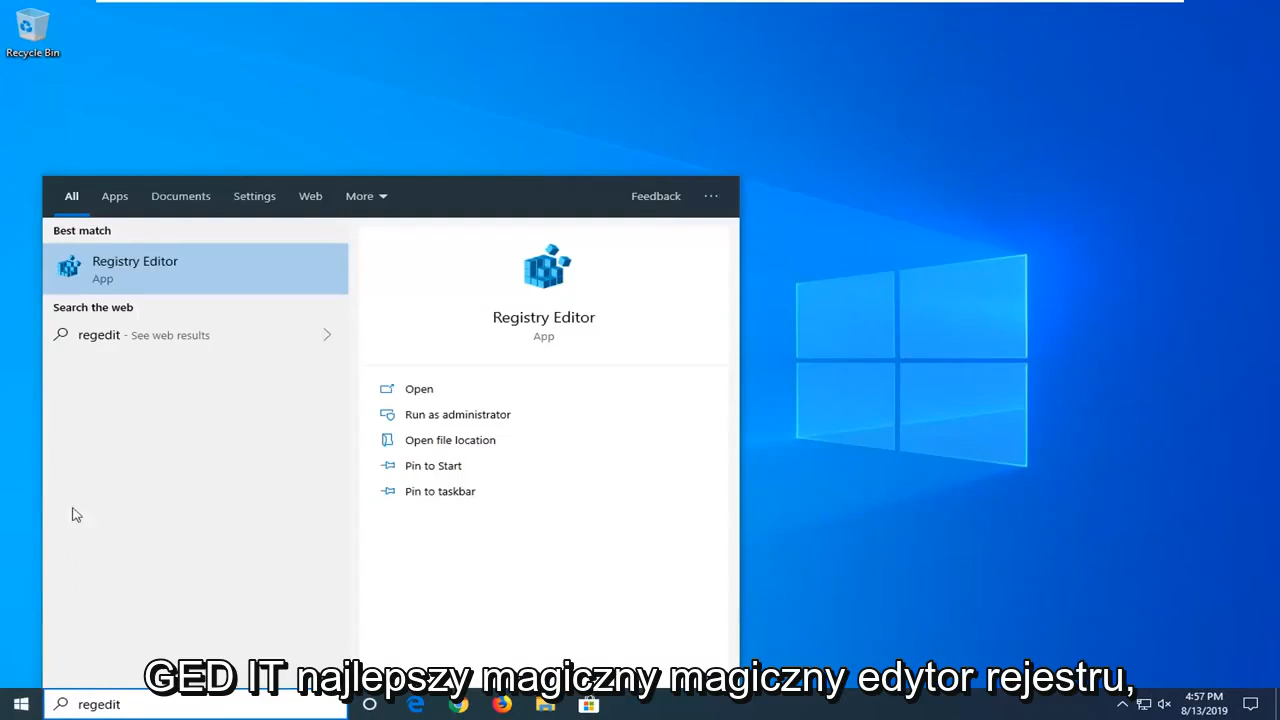 Recycle Bin
All Apps Documents Settings Web More Feedback ...
Best match
Registry Editor
App
Search the web
regedit - See web results
Registry Editor
App
Open
Run as administrator
Open file location
Pin to Start
Pin to taskbar
GED IT najlepszy magiczny magiczny edytor rejestru,
regedit
4:57 PM
8/13/2019